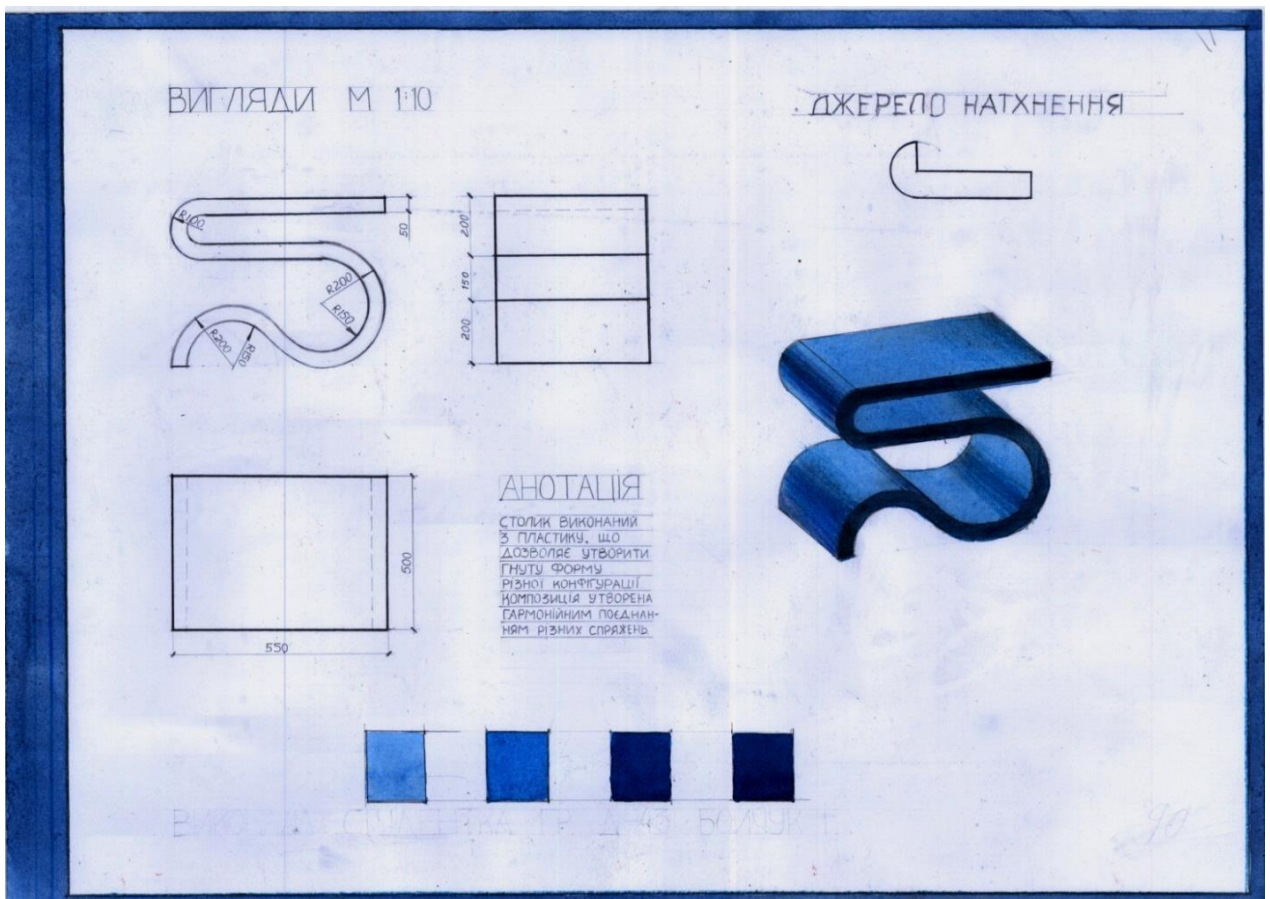 ВИГЛЯДИ М 1:10
ДЖЕРЕЛО НАТХНЕННЯ
R100
50
R200
R150
R200
R150
200
150
200
500
550
АНОТАЦІЯ
СТОЛИК ВИКОНАНИЙ
З ПЛАСТИКУ, ЩО
ДОЗВОЛЯЄ УТВОРИТИ
ГНУТУ ФОРМУ
РІЗНОЇ КОНФІГУРАЦІЇ
КОМПОЗИЦІЯ УТВОРЕНА
ГАРМОНІЙНИМ ПОЄДНАН-
НЯМ РІЗНИХ СПРЯЖЕНЬ
СТУДЕНТКА
90